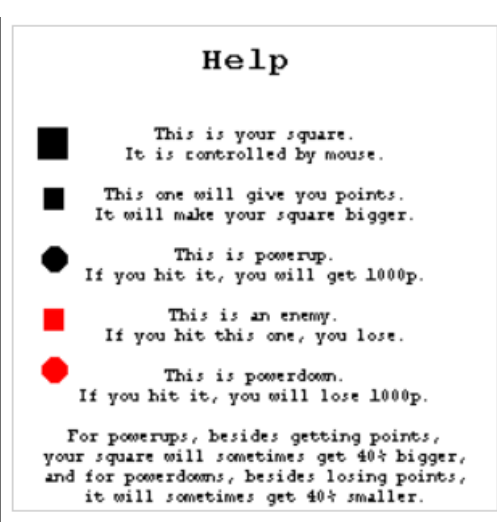 Help
This is your square.
It is controlled by mouse.
This one will give you points.
It will make your square bigger.
This is powerup.
If you hit it, you will get 1000p.
This is an enemy.
If you hit this one, you lose.
This is powerdown.
If you hit it, you will lose 1000p.
For powerups, besides getting points,
your square will sometimes get 40% bigger,
and for powerdowns, besides losing points,
it will sometimes get 40% smaller.